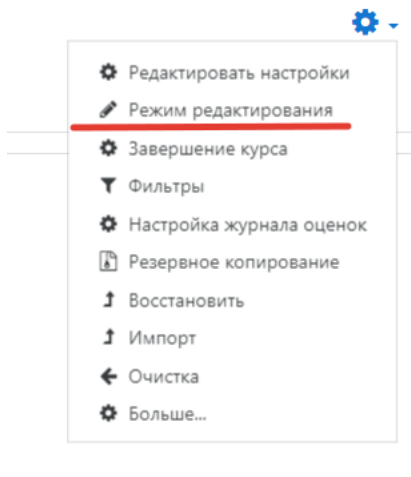 Редактировать настройки
Режим редактирования
Завершение курса
Фильтры
Настройка журнала оценок
Резервное копирование
Восстановить
Импорт
Очистка
Больше...